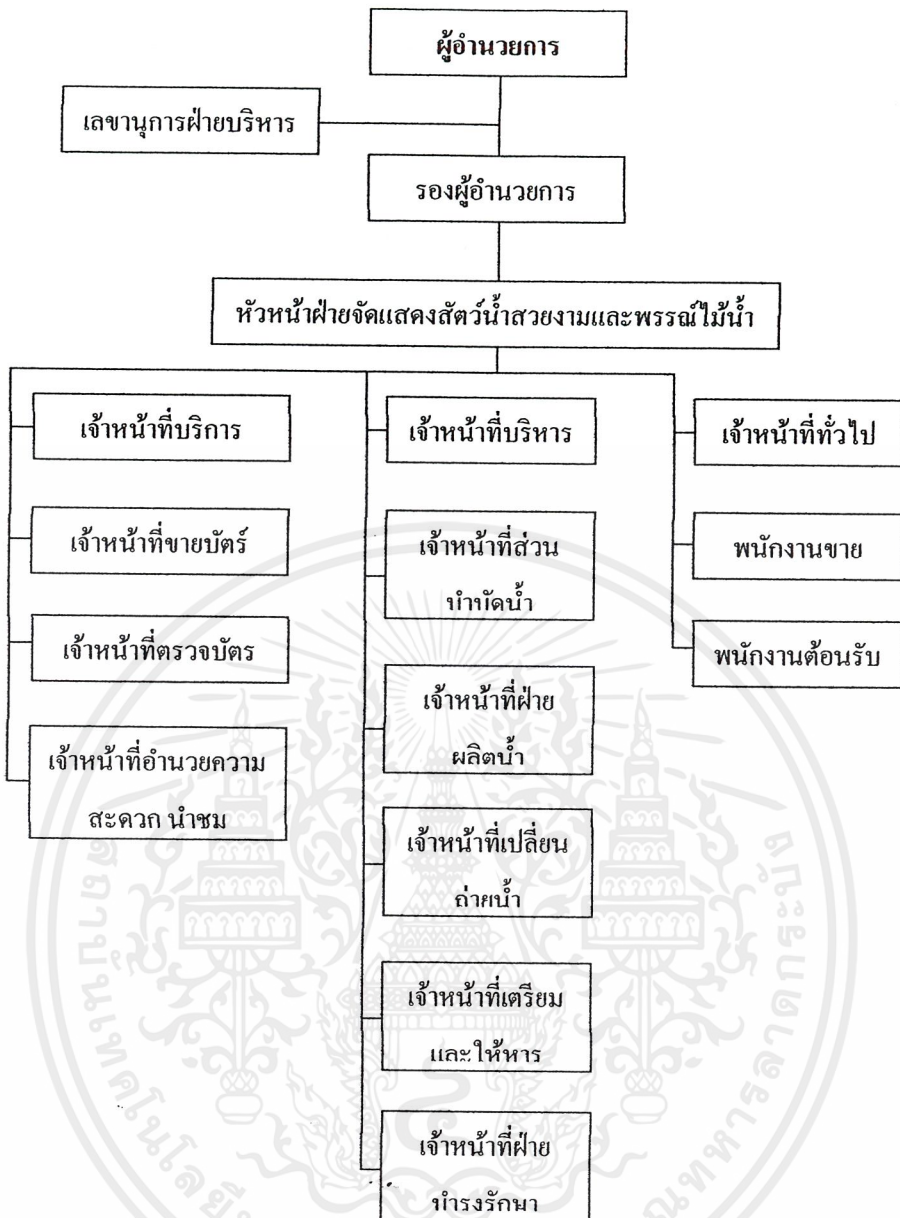 ผู้อำนวยการ
เลขานุการฝ่ายบริหาร
รองผู้อำนวยการ
หัวหน้าฝ่ายจัดแสดงสัตว์น้ำสวยงามและพรรณ์ไม้น้ำ
เจ้าหน้าที่บริการ
เจ้าหน้าที่ขายบัตร์
เจ้าหน้าที่ตรวจบัตร
เจ้าหน้าที่อำนวยความ
สะดวก นำชม
เจ้าหน้าที่บริหาร
เจ้าหน้าที่ส่วน
บำบัดน้ำ
เจ้าหน้าที่ฝ่าย
ผลิตน้ำ
เจ้าหน้าที่เปลี่ยน
ถ่ายน้ำ
เจ้าหน้าที่เตรียม
และให้หาร
เจ้าหน้าที่ฝ่าย
บำรงรักษา
เจ้าหน้าที่ทั่วไป
พนักงานขาย
พนักงานต้อนรับ